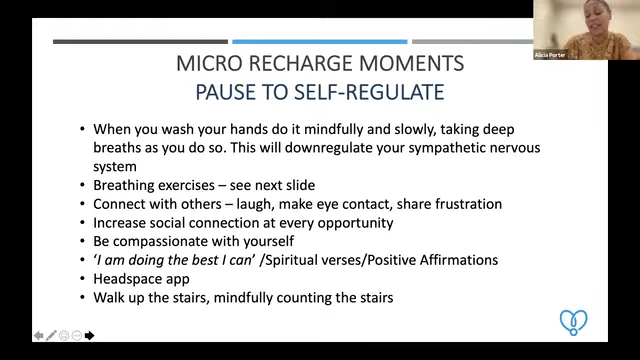 Alicia Porter
MICRO RECHARGE MOMENTS
PAUSE TO SELF-REGULATE
• When you wash your hands do it mindfully and slowly, taking deep
breaths as you do so. This will downregulate your sympathetic nervous
system
• Breathing exercises – see next slide
• Connect with others – laugh, make eye contact, share frustration
• Increase social connection at every opportunity
• Be compassionate with yourself
• ‘I am doing the best I can’ /Spiritual verses/Positive Affirmations
• Headspace app
• Walk up the stairs, mindfully counting the stairs